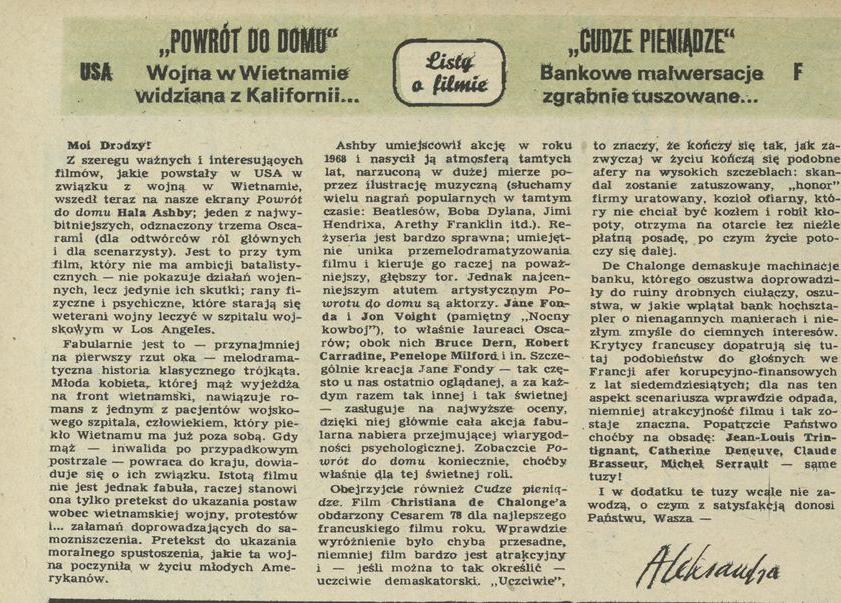 „POWRÓT DO DOMU“
USA
Wojna w Wietnamie
widziana z Kalifornii...
Listy
o filmie
„CUDZE PIENIĄDZE“
Bankowe malwersacje
zgrabnie tuszowane...
F
Moi Drodzy!
Z szeregu ważnych i interesujących
filmów, jakie powstały w USA w
związku z wojną w Wietnamie,
wszedł teraz na nasze ekrany Powrót
do domu Hala Ashby; jeden z najwy-
bitniejszych, odznaczony trzema Osca-
rami (dla odtwórców ról głównych
i dla scenarzysty). Jest to przy tym
film, który nie ma ambicji batalisty-
cznych — nie pokazuje działań wojen-
nych, lecz jedynie ich skutki; rany fi-
zyczne i psychiczne, które starają się
weterani wojny leczyć w szpitalu woj-
skowym w Los Angeles.
Fabularnie jest to — przynajmniej
na pierwszy rzut oka — melodrama-
tyczna historia klasycznego trójkąta.
Młoda kobieta, której mąż wyjeżdża
na front wietnamski, nawiązuje ro-
mans z jednym z pacjentów wojsko-
wego szpitala, człowiekiem, który pie-
kło Wietnamu ma już poza sobą. Gdy
mąż — inwalida po przypadkowym
postrzale — powraca do kraju, dowia-
duje się o ich związku. Istotą filmu
nie jest jednak fabuła, raczej stanowi
ona tylko pretekst do ukazania postaw
wobec wietnamskiej wojny, protestów
i... załamań doprowadzających do sa-
mozniszczenia. Pretekst do ukazania
moralnego spustoszenia, jakie ta woj-
na poczyniła w życiu młodych Ame-
rykanów.
Ashby umiejscowił akcję w roku
1968 i nasycił ją atmosferą tamtych
lat, narzuconą w dużej mierze po-
przez ilustrację muzyczną (słuchamy
wielu nagrań popularnych w tamtym
czasie: Beatlesów, Boba Dylana, Jimi
Hendrixa, Arethy Franklin itd.). Re-
żyseria jest bardzo sprawna; umiejęt-
nie unika przemelodramatyzowania
filmu i kieruje go raczej na poważ-
niejszy, głębszy tor. Jednak najcen-
niejszym atutem artystycznym Po-
wrotu do domu są aktorzy. Jane Fon-
da i Jon Voight (pamiętny „Nocny
kowboj”), to właśnie laureaci Osca-
rów; obok nich Bruce Dern, Robert
Carradine, Penelope Milford i in. Szcze-
gólnie kreacja Jane Fondy — tak czę-
sto u nas ostatnio oglądanej, a za każ-
dym razem tak innej i tak świetnej
— zasługuje na najwyższe oceny,
dzięki niej głównie cała akcja fabu-
larna nabiera przejmującej wiarygod-
ności psychologicznej. Zobaczcie Po-
wrót do domu koniecznie, choćby
właśnie dla tej świetnej roli.
Obejrzyjcie również Cudze pienią-
dze. Film Christiana de Chalonge'a
obdarzony Cesarem 78 dla najlepszego
francuskiego filmu roku. Wprawdzie
wyróżnienie było chyba przesadne,
niemniej film bardzo jest atrakcyjny
i — jeśli można to tak określić —
uczciwie demaskatorski. „Uczciwie”,
to znaczy, że kończy się tak, jak za-
zwyczaj w życiu kończą się podobne
afery na wysokich szczeblach: skan-
dal zostanie zatuszowany, „honor”
firmy uratowany, kozioł ofiarny, któ-
ry nie chciał być kozłem i robił kło-
poty, otrzyma na otarcie łez nieźle
płatną posadę, po czym życie poto-
czy się dalej.
De Chalonge demaskuje machinacje
banku, którego oszustwa doprowadzi-
ły do ruiny drobnych ciułaczy, oszu-
stwa, w jakie wplątał bank hochszta-
pler o nienagannych manierach i nie-
złym zmyśle do ciemnych interesów.
Krytycy francuscy dopatrują się tu-
taj podobieństw do głośnych we
Francji afer korupcyjno-finansowych
z lat siedemdziesiątych; dla nas ten
aspekt scenariusza wprawdzie odpada,
niemniej atrakcyjność filmu i tak zo-
staje znaczna. Popatrzcie Państwo
choćby na obsadę: Jean-Louis Trin-
tignant, Catherine Deneuve, Claude
Brasseur, Michel Serrault — same
tuzy!
I w dodatku te tuzy wcale nie za-
wodzą, o czym z satysfakcją donosi
Państwu, Wasza —
Aleksandra